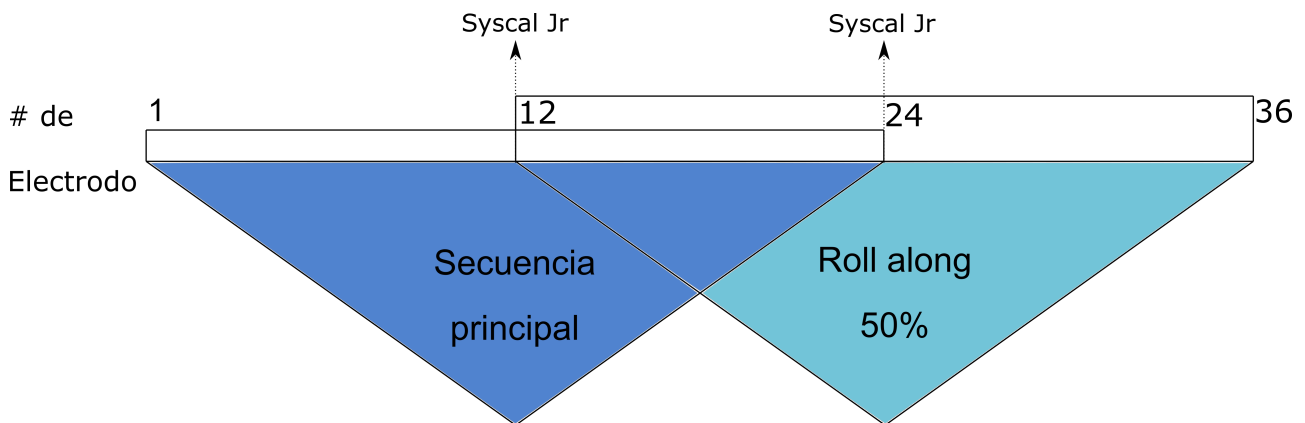 Syscal Jr
Syscal Jr
# de
1
12
24
36
Electrodo
Secuencia
principal
Roll along
50%